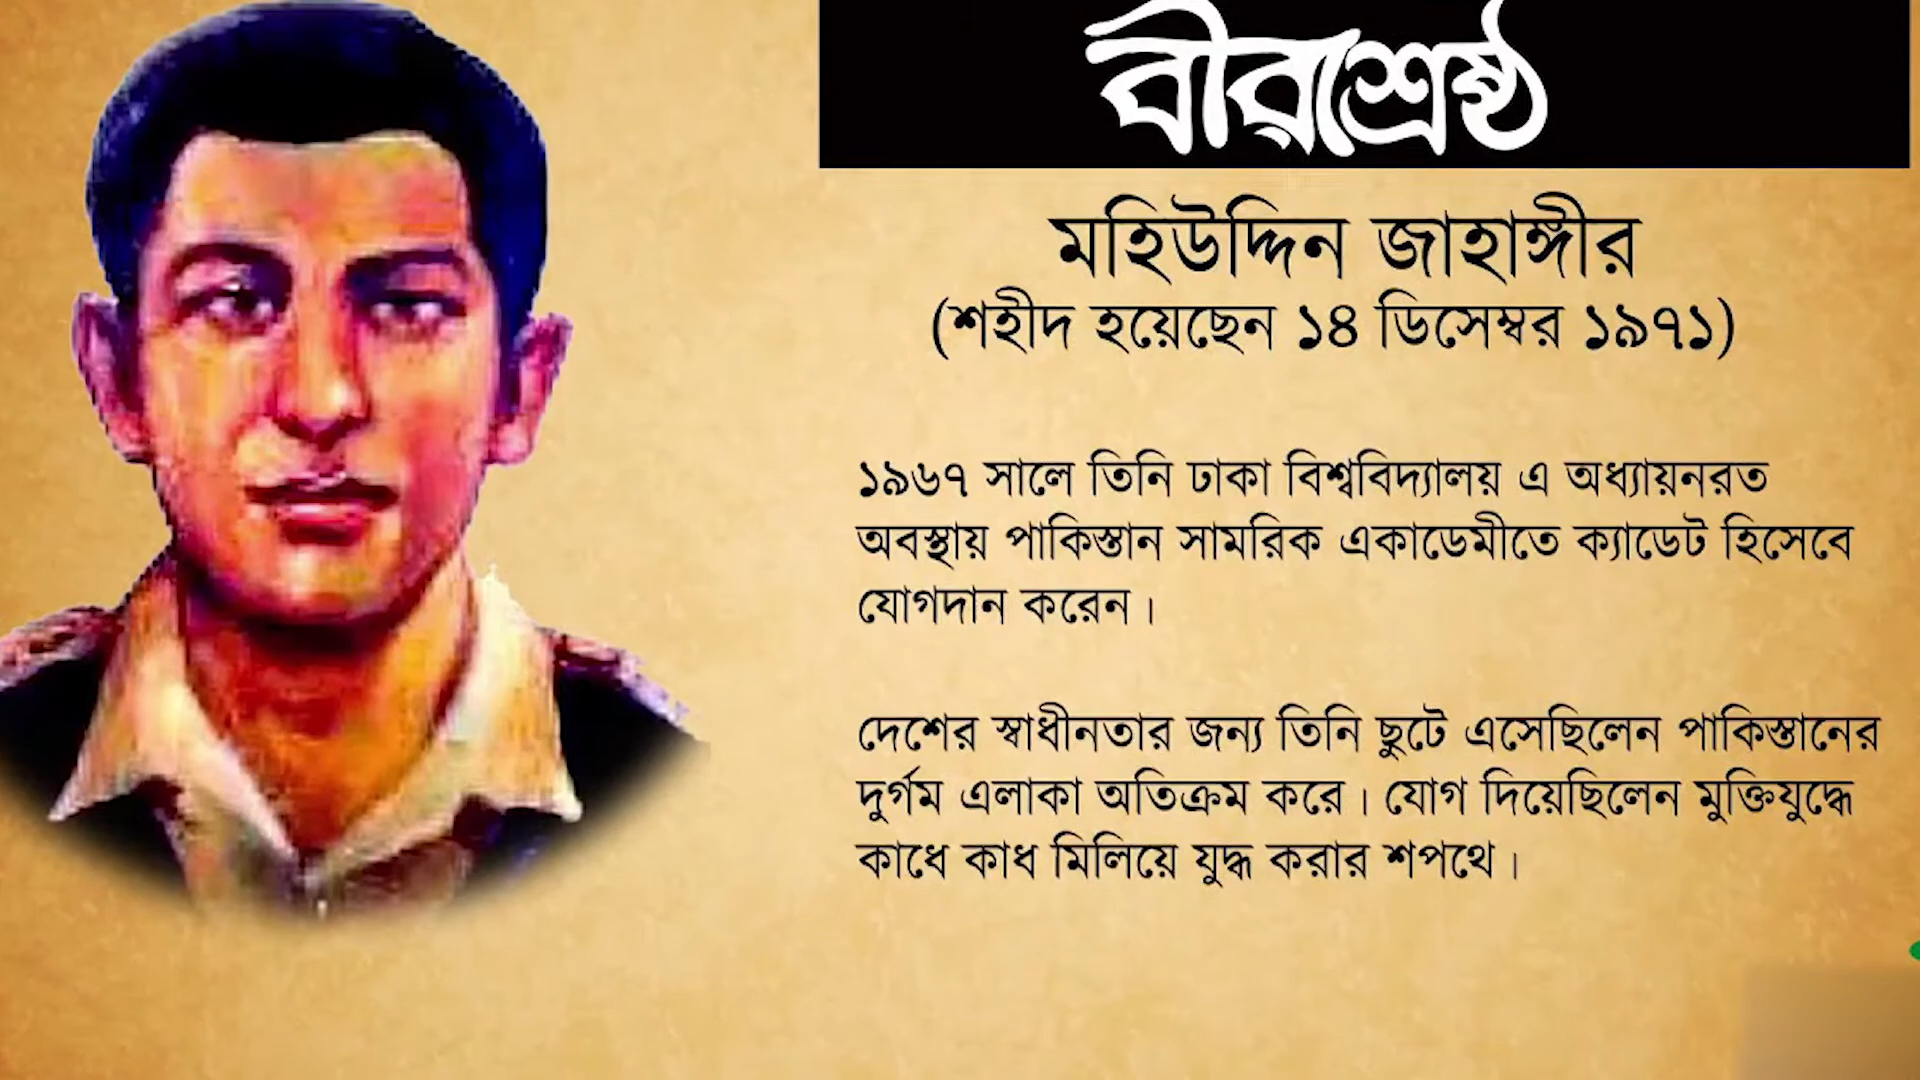 বীরশ্রেষ্ঠ
মহিউদ্দিন জাহাঙ্গীর
(শহীদ হয়েছেন ১৪ ডিসেম্বর ১৯৭১)
১৯৬৭ সালে তিনি ঢাকা বিশ্ববিদ্যালয় এ অধ্যায়নরত
অবস্থায় পাকিস্তান সামরিক একাডেমীতে ক্যাডেট হিসেবে
যোগদান করেন।
দেশের স্বাধীনতার জন্য তিনি ছুটে এসেছিলেন পাকিস্তানের
দুর্গম এলাকা অতিক্রম করে। যোগ দিয়েছিলেন মুক্তিযুদ্ধে
কাধে কাধ মিলিয়ে যুদ্ধ করার শপথে।